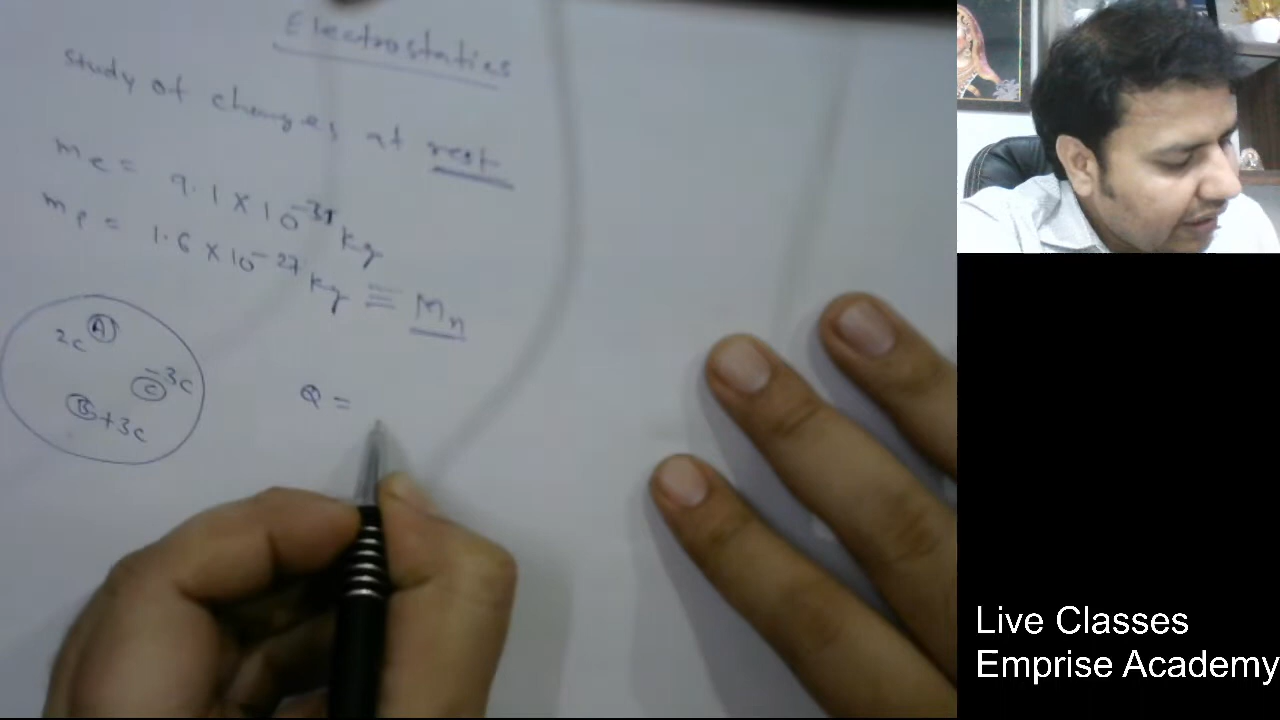 Electrostatics
study of charges at rest
me = 9.1 × 10⁻³¹ kg
mp = 1.6 × 10⁻²⁷ kg ≡ Mn
A
2C
-3C
C
B +3C
Q =
Live Classes
Emprise Academy